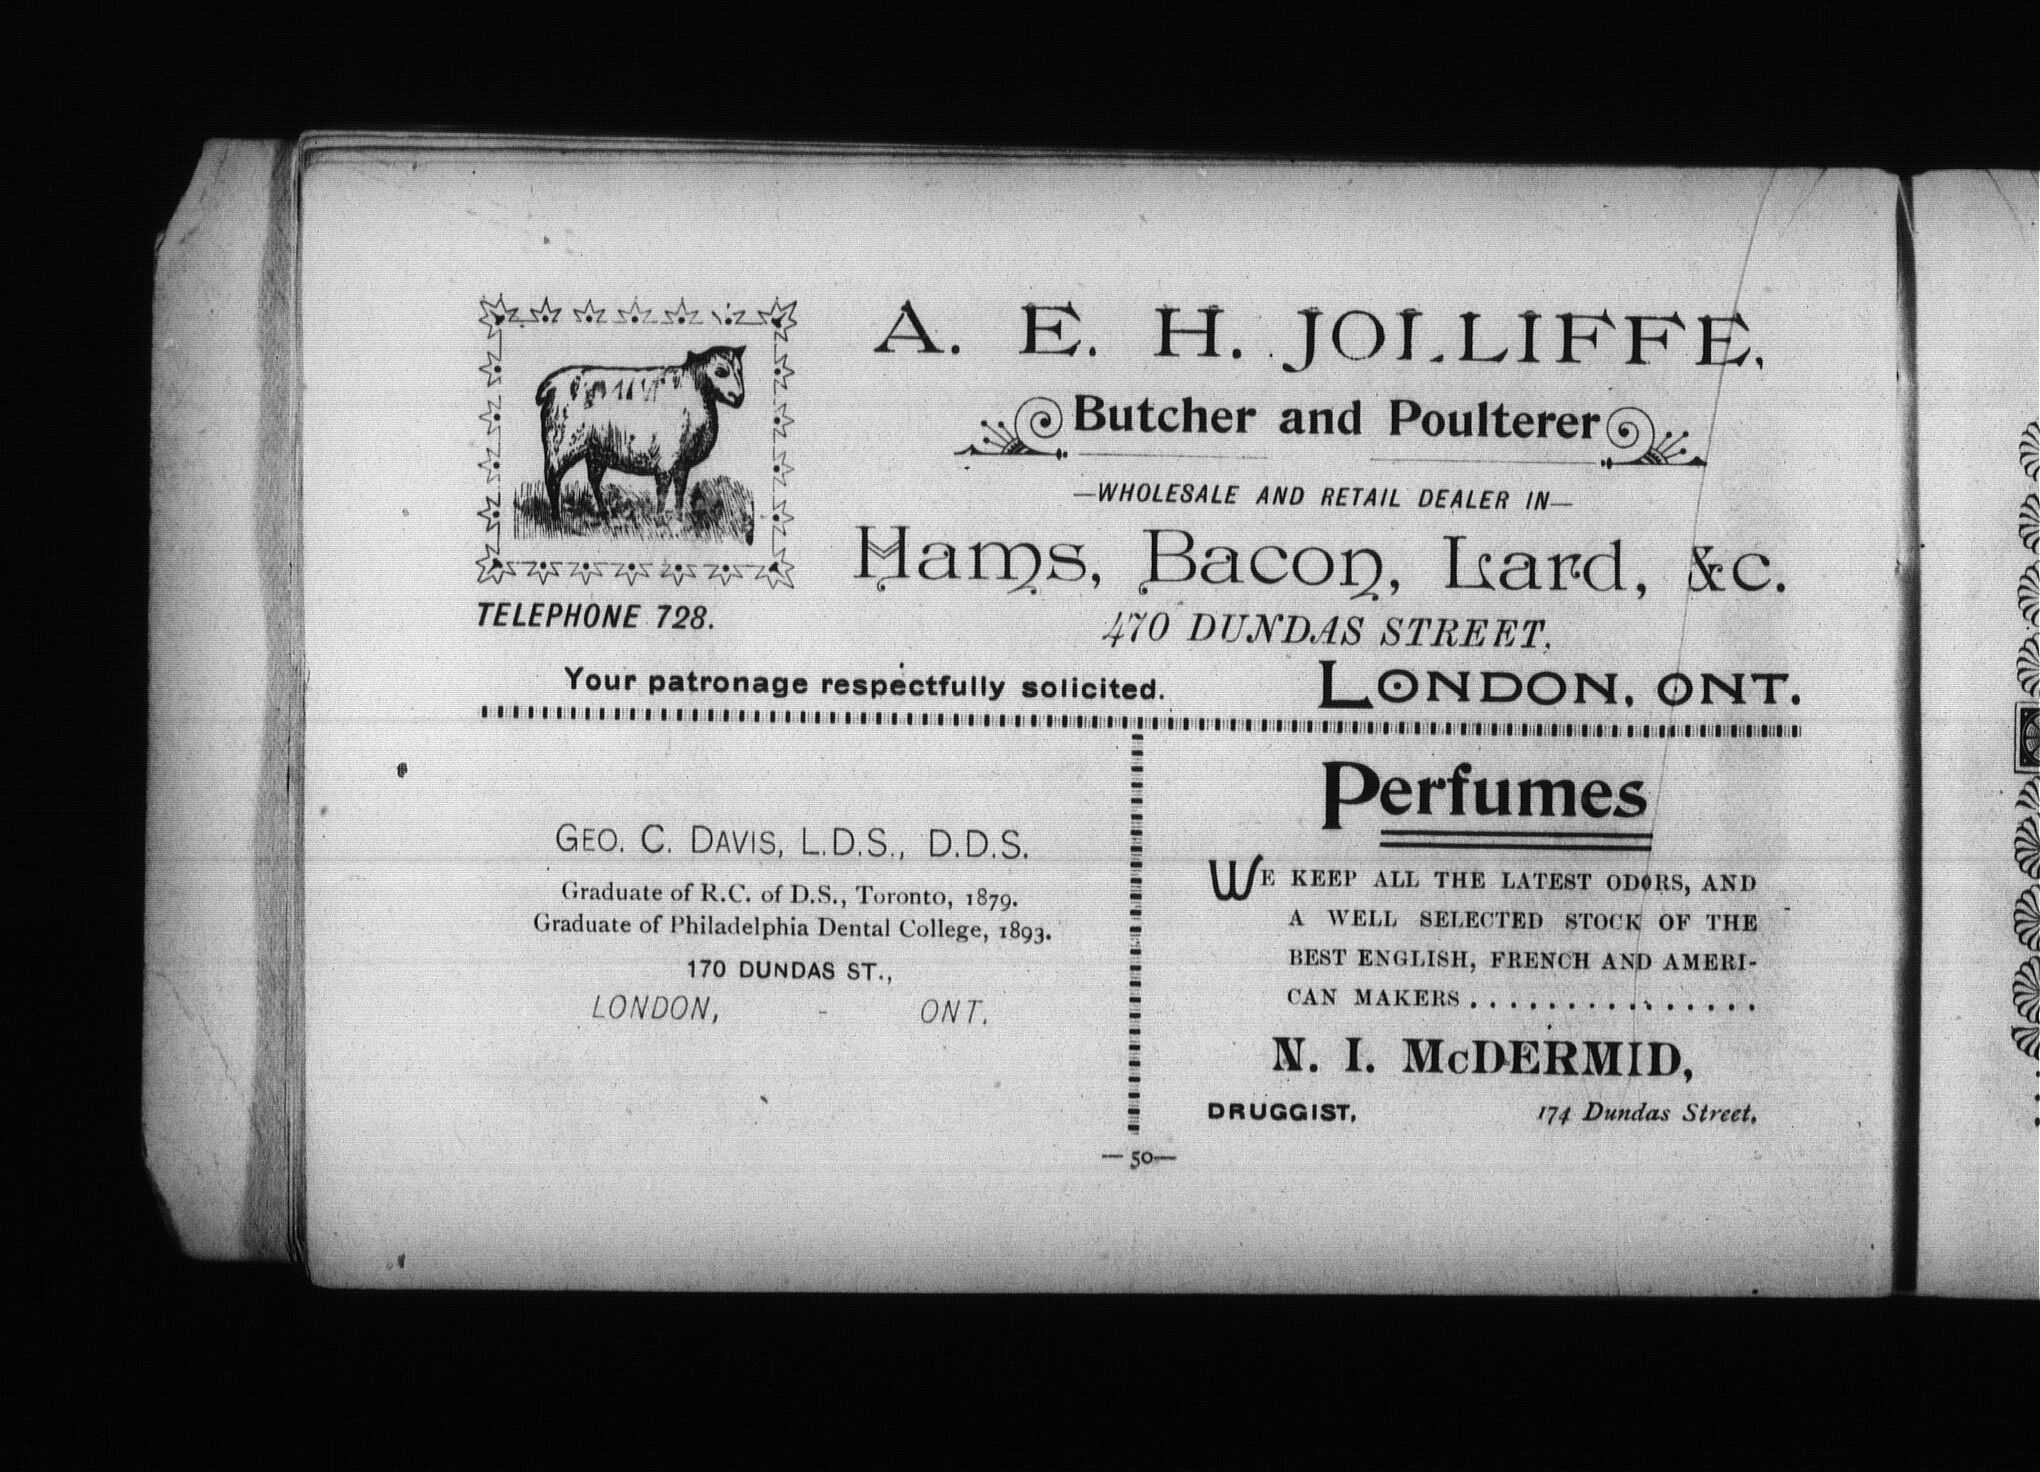 A. E. H. JOLLIFFE,
Butcher and Poulterer
—WHOLESALE AND RETAIL DEALER IN—
Hams, Bacon, Lard, &c.
TELEPHONE 728.
470 DUNDAS STREET.
Your patronage respectfully solicited.
LONDON, ONT.
GEO. C. DAVIS, L.D.S., D.D.S.
Graduate of R.C. of D.S., Toronto, 1879.
Graduate of Philadelphia Dental College, 1893.
170 DUNDAS ST.,
LONDON, - ONT.
Perfumes
WE KEEP ALL THE LATEST ODORS, AND
A WELL SELECTED STOCK OF THE
BEST ENGLISH, FRENCH AND AMERI-
CAN MAKERS . . . . . . . . . . . . . . .
N. I. McDERMID,
DRUGGIST, 174 Dundas Street.
—50—